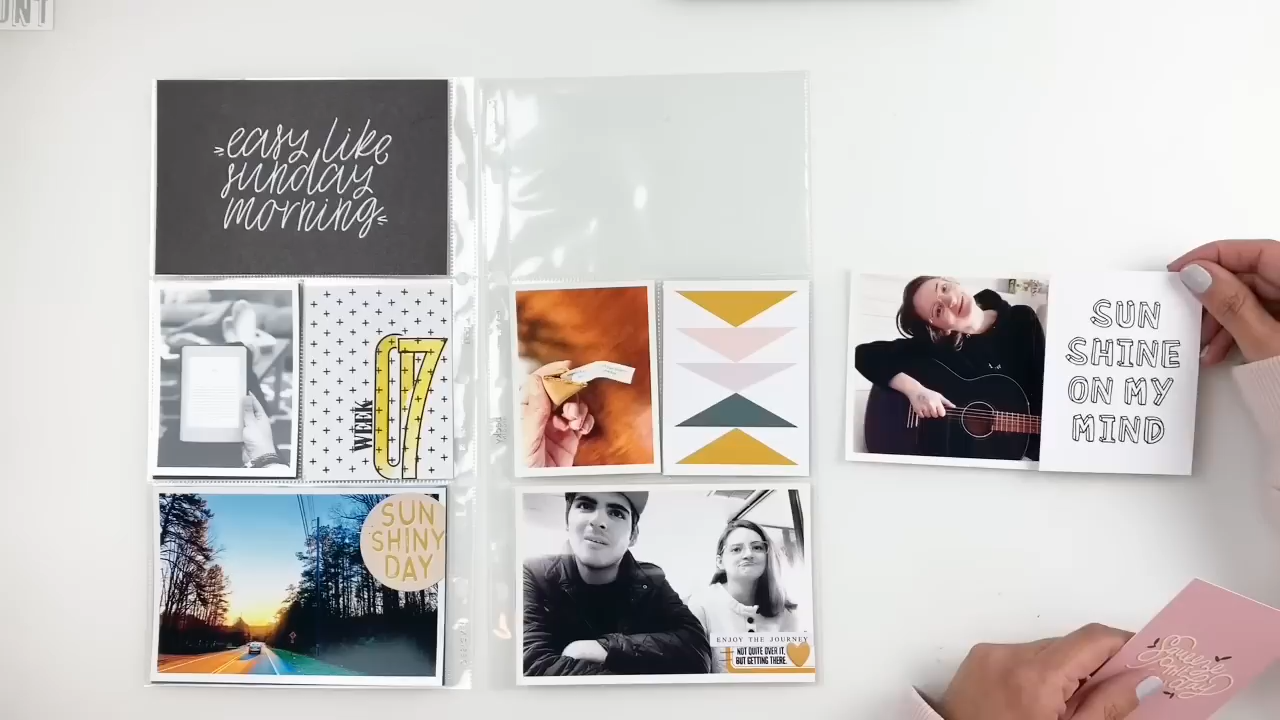 easy like
sunday
morning
WEEK
07
SUN
SHINY
DAY
ENJOY THE JOURNEY
NOT QUITE OVER IT,
BUT GETTING THERE.
SUN
SHINE
ON MY
MIND